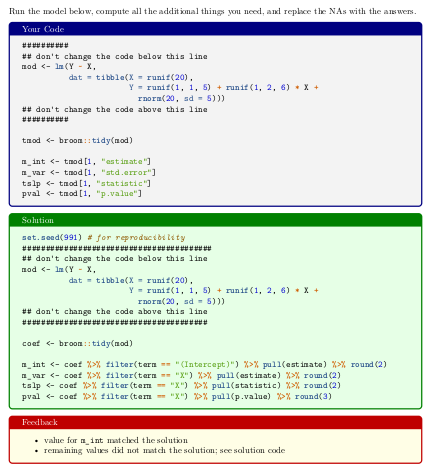 Run the model below, compute all the additional things you need, and replace the NAs with the answers.
Your Code
##########
## don't change the code below this line
mod <- lm(Y ~ X,
dat = tibble(X = runif(20),
Y = runif(1, 1, 5) + runif(1, 2, 6) * X +
rnorm(20, sd = 5)))
## don't change the code above this line
##########
tmod <- broom::tidy(mod)
m_int <- tmod[1, "estimate"]
m_var <- tmod[1, "std.error"]
tslp <- tmod[1, "statistic"]
pval <- tmod[1, "p.value"]
Solution
set.seed(991) # for reproducibility
########################################
## don't change the code below this line
mod <- lm(Y ~ X,
dat = tibble(X = runif(20),
Y = runif(1, 1, 5) + runif(1, 2, 6) * X +
rnorm(20, sd = 5)))
## don't change the code above this line
#######################################
coef <- broom::tidy(mod)
m_int <- coef %>% filter(term == "(Intercept)") %>% pull(estimate) %>% round(2)
m_var <- coef %>% filter(term == "X") %>% pull(estimate) %>% round(2)
tslp <- coef %>% filter(term == "X") %>% pull(statistic) %>% round(2)
pval <- coef %>% filter(term == "X") %>% pull(p.value) %>% round(3)
Feedback
• value for m_int matched the solution
• remaining values did not match the solution; see solution code